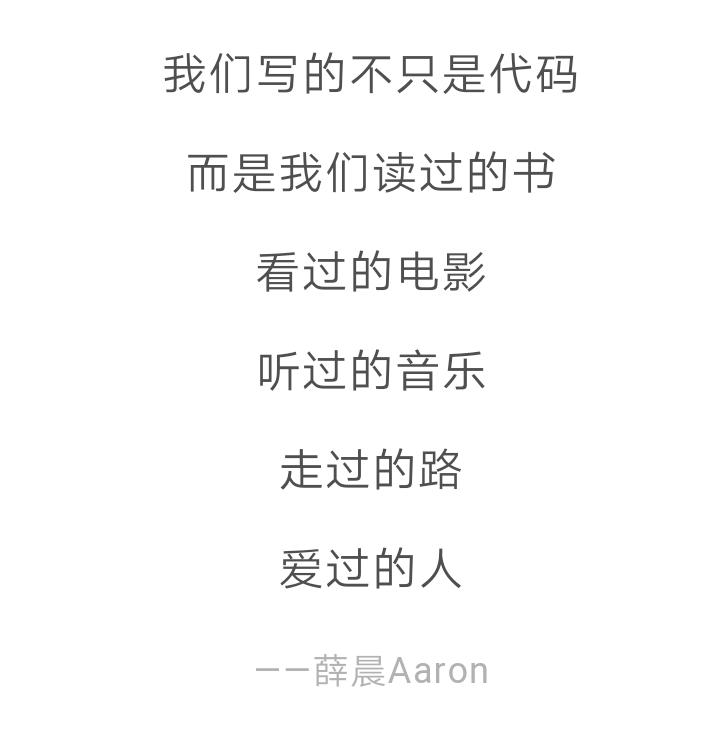 我们写的不只是代码
而是我们读过的书
看过的电影
听过的音乐
走过的路
爱过的人
——薛晨Aaron